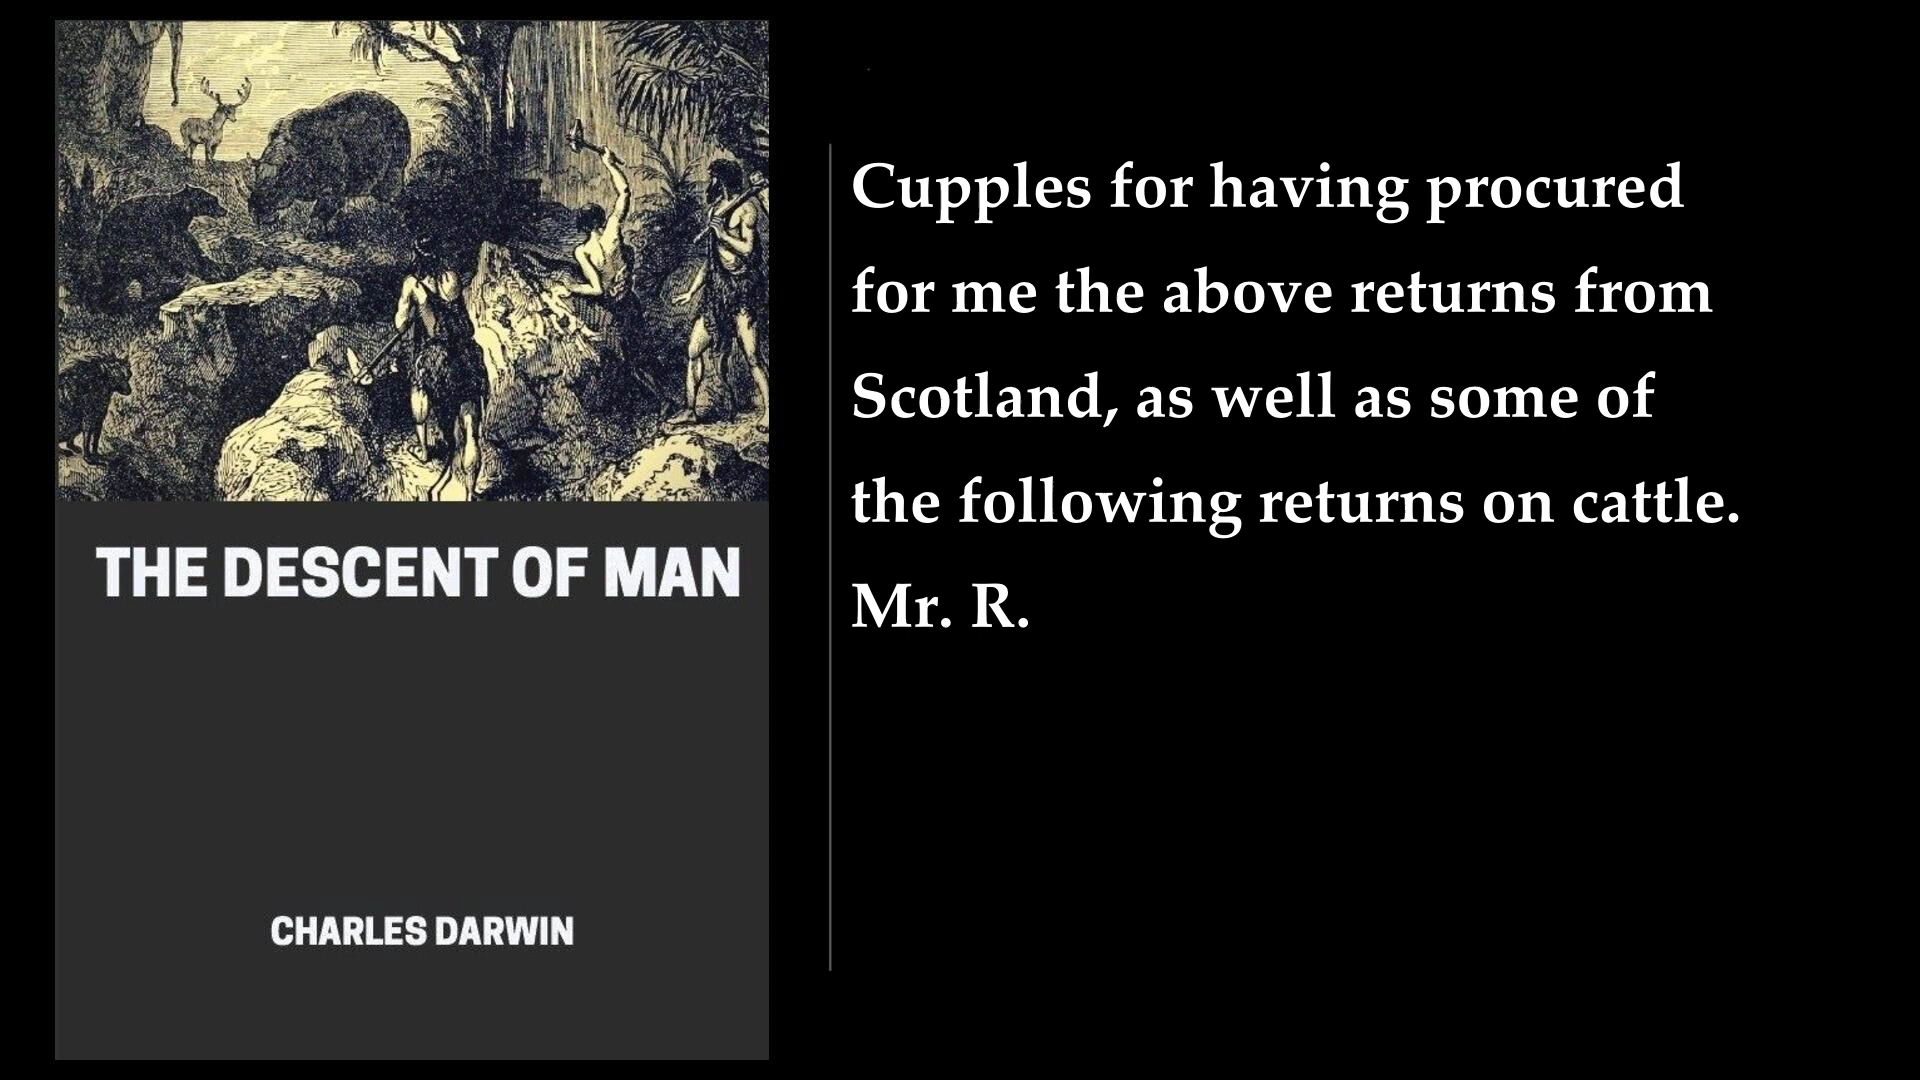 THE DESCENT OF MAN
CHARLES DARWIN
Cupples for having procured
for me the above returns from
Scotland, as well as some of
the following returns on cattle.
Mr. R.